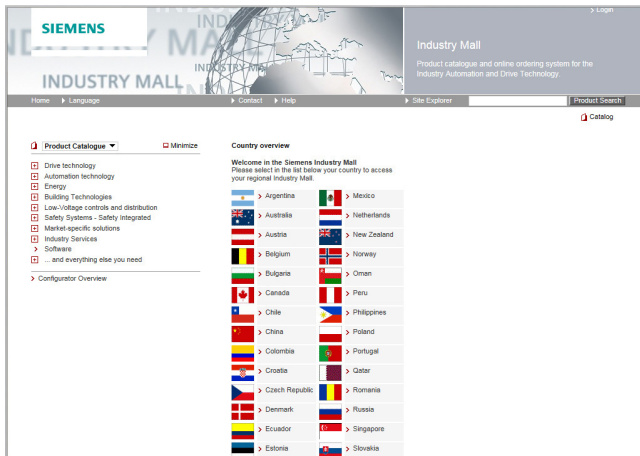 > Login
SIEMENS
INDUSTRY MALL
Industry Mall
Product catalogue and online ordering system for the
Industry Automation and Drive Technology.
Home Language Contact Help Site Explorer Product Search
Catalog
Product Catalogue Minimize
Drive technology
Automation technology
Energy
Building Technologies
Low-Voltage controls and distribution
Safety Systems - Safety Integrated
Market-specific solutions
Industry Services
Software
... and everything else you need
Configurator Overview
Country overview
Welcome in the Siemens Industry Mall
Please select in the list below your country to access
your regional Industry Mall.
Argentina Mexico
Australia Netherlands
Austria New Zealand
Belgium Norway
Bulgaria Oman
Canada Peru
Chile Philippines
China Poland
Colombia Portugal
Croatia Qatar
Czech Republic Romania
Denmark Russia
Ecuador Singapore
Estonia Slovakia